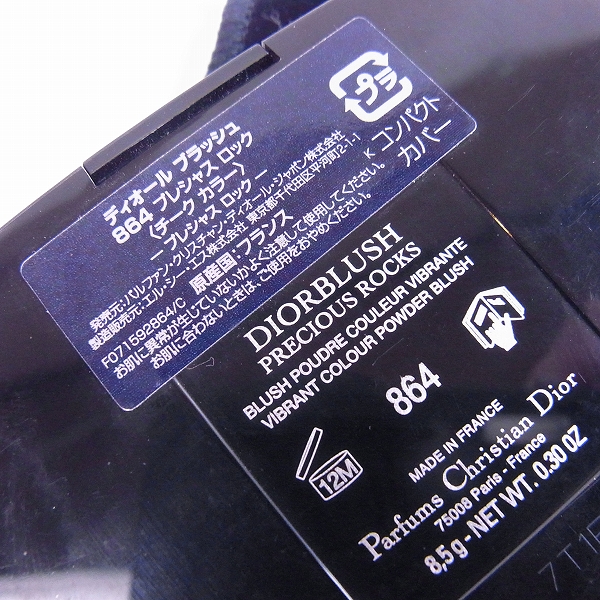 ディオール ブラッシュ
864 プレシャス ロック
〈チーク カラー〉
— プレシャス ロック —
発売元:パルファン・クリスチャン・ディオール・ジャポン株式会社
製造販売元:エル・シー・エス株式会社 東京都千代田区平河町2-1-1
F071592864/C
原産国:フランス
お肌に異常が生じていないかよく注意して使用してください。
お肌に合わないときは、ご使用をおやめください。
プラ
K コンパクト
カバー
DIORBLUSH
PRECIOUS ROCKS
BLUSH POUDRE COULEUR VIBRANTE
VIBRANT COLOUR POWDER BLUSH
864
12M
MADE IN FRANCE
Parfums Christian Dior
75008 Paris - France
8,5 g - NET WT. 0.30 OZ